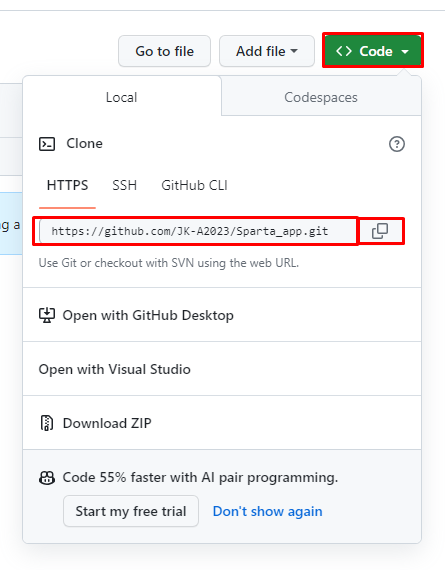 Go to file
Add file
<> Code
Local
Codespaces
Clone
HTTPS
SSH
GitHub CLI
https://github.com/JK-A2023/Sparta_app.git
ng a
Use Git or checkout with SVN using the web URL.
Open with GitHub Desktop
Open with Visual Studio
Download ZIP
Code 55% faster with AI pair programming.
Start my free trial
Don't show again